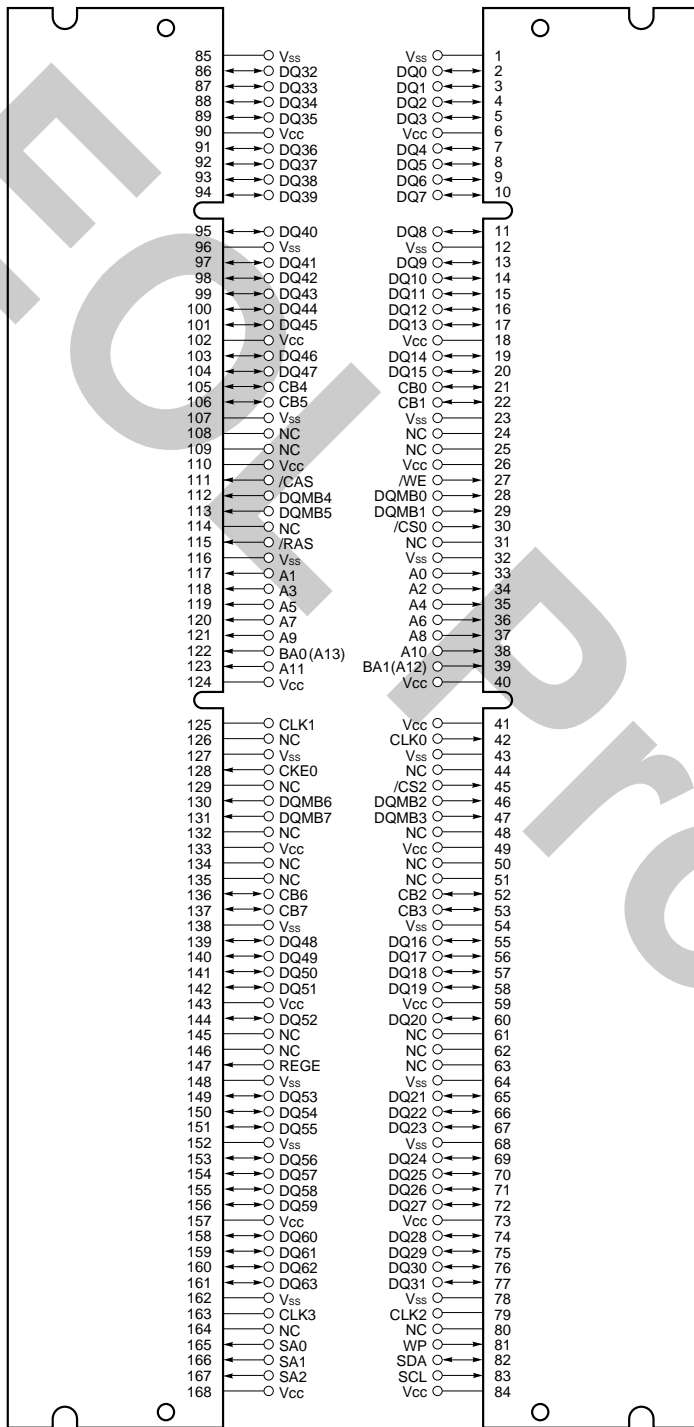 85 Vss Vss 1
86 DQ32 DQ0 2
87 DQ33 DQ1 3
88 DQ34 DQ2 4
89 DQ35 DQ3 5
90 Vcc Vcc 6
91 DQ36 DQ4 7
92 DQ37 DQ5 8
93 DQ38 DQ6 9
94 DQ39 DQ7 10
95 DQ40 DQ8 11
96 Vss Vss 12
97 DQ41 DQ9 13
98 DQ42 DQ10 14
99 DQ43 DQ11 15
100 DQ44 DQ12 16
101 DQ45 DQ13 17
102 Vcc Vcc 18
103 DQ46 DQ14 19
104 DQ47 DQ15 20
105 CB4 CB0 21
106 CB5 CB1 22
107 Vss Vss 23
108 NC NC 24
109 NC NC 25
110 Vcc Vcc 26
111 /CAS /WE 27
112 DQMB4 DQMB0 28
113 DQMB5 DQMB1 29
114 NC /CS0 30
115 /RAS NC 31
116 Vss Vss 32
117 A1 A0 33
118 A3 A2 34
119 A5 A4 35
120 A7 A6 36
121 A9 A8 37
122 BA0 (A13) A10 38
123 A11 BA1(A12) 39
124 Vcc Vcc 40
125 CLK1 Vcc 41
126 NC CLK0 42
127 Vss Vss 43
128 CKE0 NC 44
129 NC /CS2 45
130 DQMB6 DQMB2 46
131 DQMB7 DQMB3 47
132 NC NC 48
133 Vcc Vcc 49
134 NC NC 50
135 NC NC 51
136 CB6 CB2 52
137 CB7 CB3 53
138 Vss Vss 54
139 DQ48 DQ16 55
140 DQ49 DQ17 56
141 DQ50 DQ18 57
142 DQ51 DQ19 58
143 Vcc Vcc 59
144 DQ52 DQ20 60
145 NC NC 61
146 NC NC 62
147 REGE NC 63
148 Vss Vss 64
149 DQ53 DQ21 65
150 DQ54 DQ22 66
151 DQ55 DQ23 67
152 Vss Vss 68
153 DQ56 DQ24 69
154 DQ57 DQ25 70
155 DQ58 DQ26 71
156 DQ59 DQ27 72
157 Vcc Vcc 73
158 DQ60 DQ28 74
159 DQ61 DQ29 75
160 DQ62 DQ30 76
161 DQ63 DQ31 77
162 Vss Vss 78
163 CLK3 CLK2 79
164 NC NC 80
165 SA0 WP 81
166 SA1 SDA 82
167 SA2 SCL 83
168 Vcc Vcc 84
EOL Pro